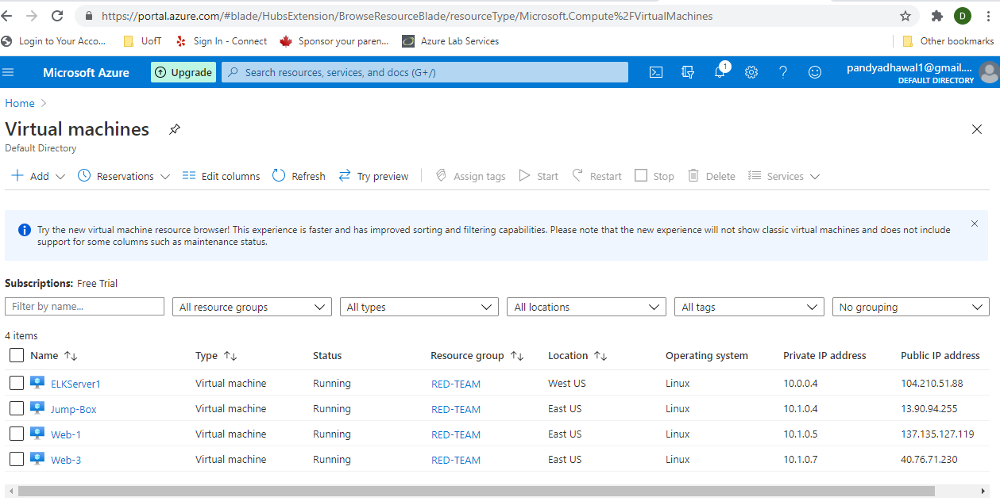 https://portal.azure.com/#blade/HubsExtension/BrowseResourceBlade/resourceType/Microsoft.Compute%2FVirtualMachines D
Login to Your Acco... UofT Sign In - Connect Sponsor your paren... Azure Lab Services Other bookmarks
Microsoft Azure Upgrade Search resources, services, and docs (G+/) 1 pandyadhawal1@gmail....
DEFAULT DIRECTORY
Home
Virtual machines
Default Directory
Add Reservations Edit columns Refresh Try preview Assign tags Start Restart Stop Delete Services
Try the new virtual machine resource browser! This experience is faster and has improved sorting and filtering capabilities. Please note that the new experience will not show classic virtual machines and does not include
support for some columns such as maintenance status.
Subscriptions: Free Trial
Filter by name... All resource groups All types All locations All tags No grouping
4 items
Name Type Status Resource group Location Operating system Private IP address Public IP address
ELKServer1 Virtual machine Running RED-TEAM West US Linux 10.0.0.4 104.210.51.88
Jump-Box Virtual machine Running RED-TEAM East US Linux 10.1.0.4 13.90.94.255
Web-1 Virtual machine Running RED-TEAM East US Linux 10.1.0.5 137.135.127.119
Web-3 Virtual machine Running RED-TEAM East US Linux 10.1.0.7 40.76.71.230